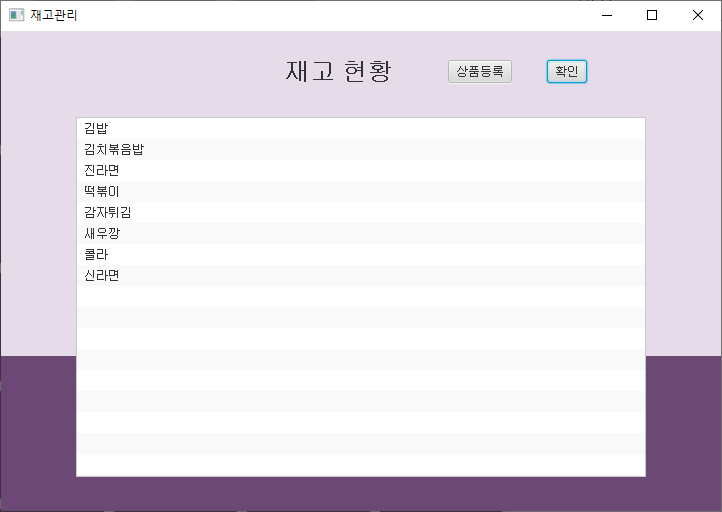 재고관리
재고 현황 상품등록 확인
김밥
김치볶음밥
진라면
떡볶이
감자튀김
새우깡
콜라
신라면